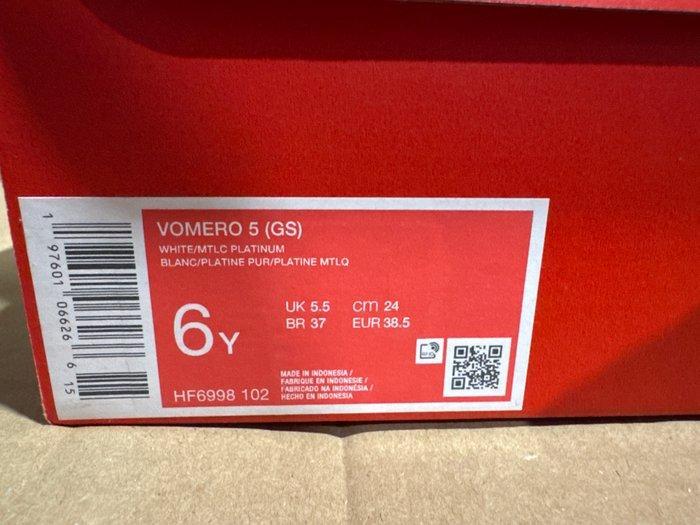 VOMERO 5 (GS)
WHITE/MTLC PLATINUM
BLANC/PLATINE PUR/PLATINE MTLQ
6Y
UK 5.5 cm 24
BR 37 EUR 38.5
HF6998 102
MADE IN INDONESIA /
FABRIQUE EN INDONESIE /
FABRICADO NA INDONÉSIA /
HECHO EN INDONESIA
1 97601 06626 6 15